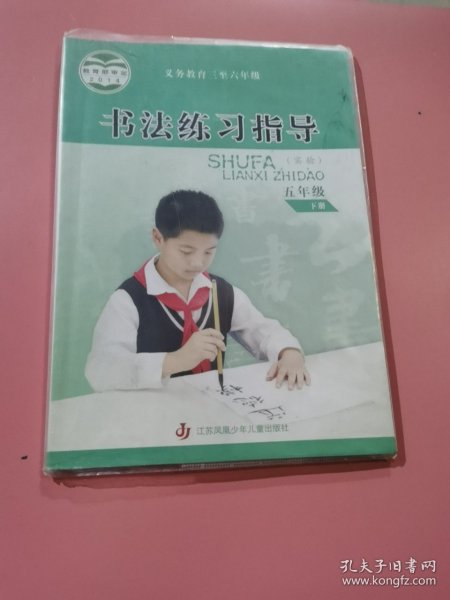 教育部审定
2014
义务教育三至六年级
书法练习指导
(实验)
SHUFA
LIANXI ZHIDAO
五年级
下册
江苏凤凰少年儿童出版社
孔夫子旧书网
www.kongfz.com